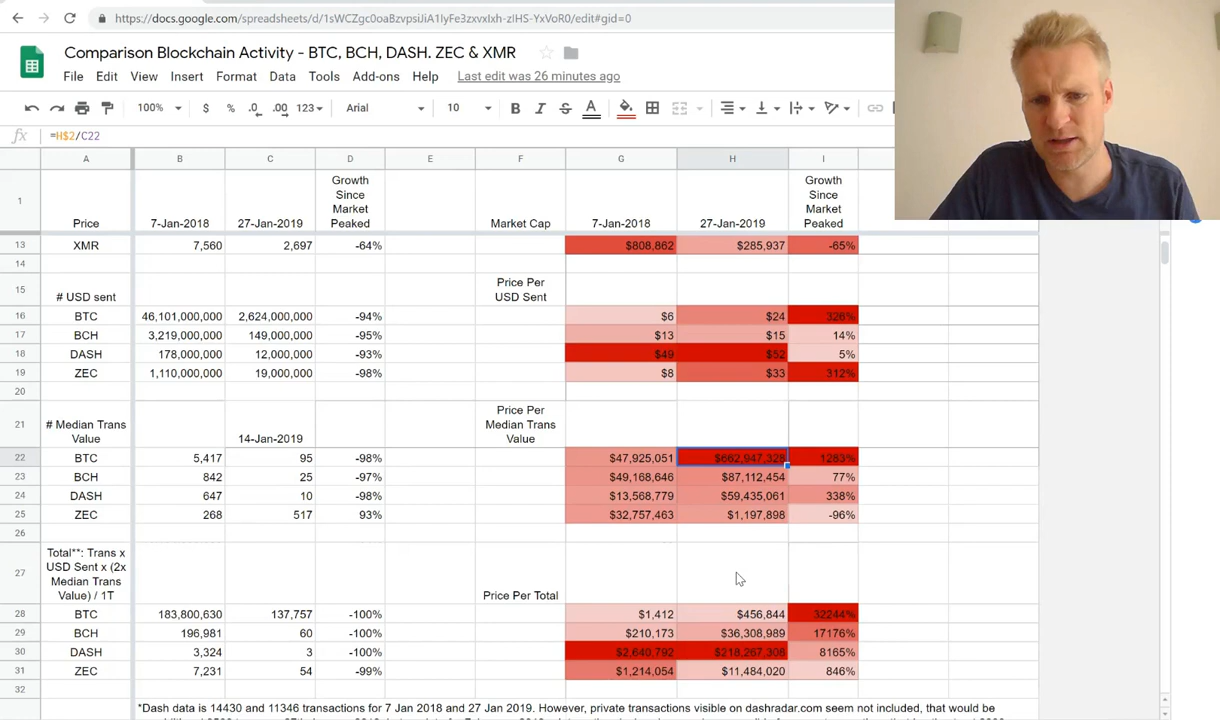 https://docs.google.com/spreadsheets/d/1sWCZgc0oaBzvpsiJiA1IyFe3zxvxIxh-zIHS-YxVoR0/edit#gid=0
Comparison Blockchain Activity - BTC, BCH, DASH. ZEC & XMR
File Edit View Insert Format Data Tools Add-ons Help Last edit was 26 minutes ago
100% $ % .0 .00 123 Arial 10 B I S A
fx =H$2/C22
A B C D E F G H I
1 Price 7-Jan-2018 27-Jan-2019 Growth Since Market Peaked Market Cap 7-Jan-2018 27-Jan-2019 Growth Since Market Peaked
13 XMR 7,560 2,697 -64% $808,862 $285,937 -65%
14
15 # USD sent Price Per USD Sent
16 BTC 46,101,000,000 2,624,000,000 -94% $6 $24 326%
17 BCH 3,219,000,000 149,000,000 -95% $13 $15 14%
18 DASH 178,000,000 12,000,000 -93% $49 $52 5%
19 ZEC 1,110,000,000 19,000,000 -98% $8 $33 312%
20
21 # Median Trans Value 14-Jan-2019 Price Per Median Trans Value
22 BTC 5,417 95 -98% $47,925,051 $662,947,328 1283%
23 BCH 842 25 -97% $49,168,646 $87,112,454 77%
24 DASH 647 10 -98% $13,568,779 $59,435,061 338%
25 ZEC 268 517 93% $32,757,463 $1,197,898 -96%
26
27 Total**: Trans x USD Sent x (2x Median Trans Value) / 1T Price Per Total
28 BTC 183,800,630 137,757 -100% $1,412 $456,844 32244%
29 BCH 196,981 60 -100% $210,173 $36,308,989 17176%
30 DASH 3,324 3 -100% $2,640,792 $218,267,308 8165%
31 ZEC 7,231 54 -99% $1,214,054 $11,484,020 846%
32
*Dash data is 14430 and 11346 transactions for 7 Jan 2018 and 27 Jan 2019. However, private transactions visible on dashradar.com seem not included, that would be